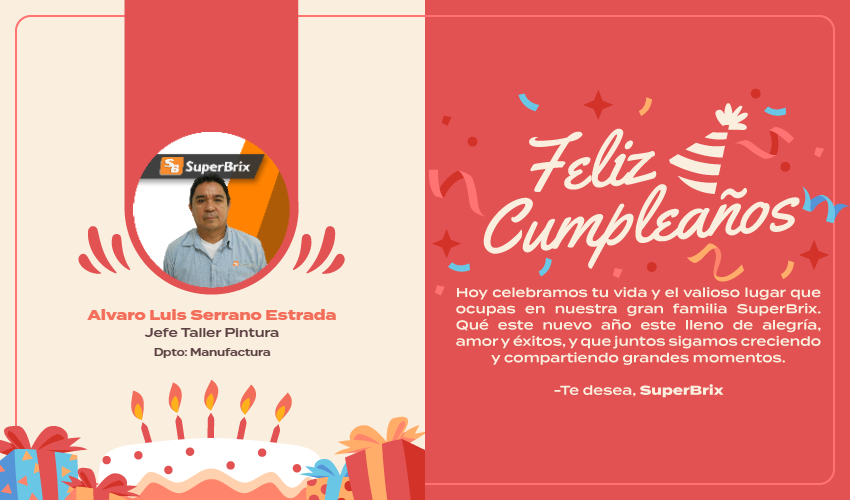 SB SuperBrix
Alvaro Luis Serrano Estrada
Jefe Taller Pintura
Dpto: Manufactura
Feliz
Cumpleaños
Hoy celebramos tu vida y el valioso lugar que
ocupas en nuestra gran familia SuperBrix.
Qué este nuevo año este lleno de alegría,
amor y éxitos, y que juntos sigamos creciendo
y compartiendo grandes momentos.
-Te desea, SuperBrix